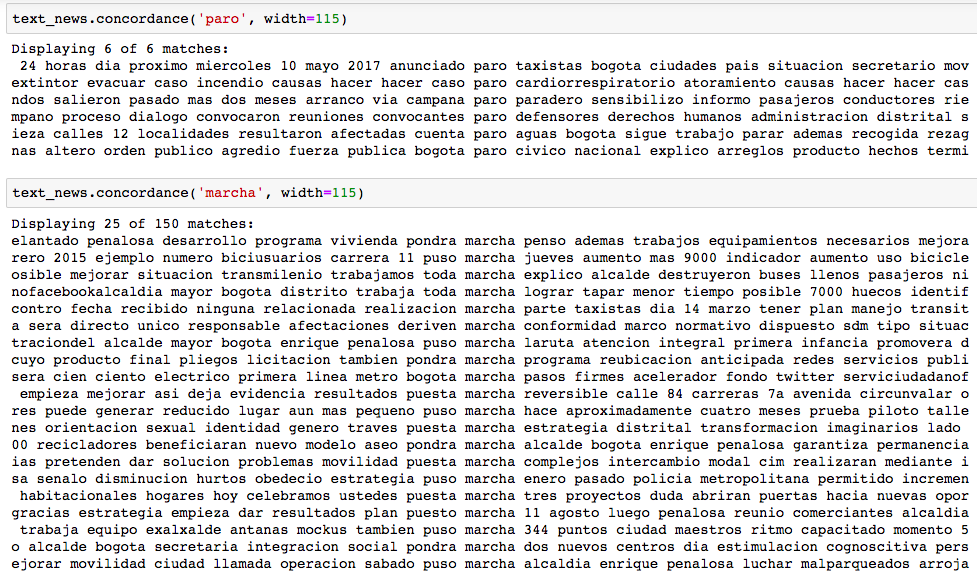 text_news.concordance('paro', width=115)
Displaying 6 of 6 matches:
24 horas dia proximo miercoles 10 mayo 2017 anunciado paro taxistas bogota ciudades pais situacion secretario mov
extintor evacuar caso incendio causas hacer hacer caso paro cardiorrespiratorio atoramiento causas hacer hacer cas
ndos salieron pasado mas dos meses arranco via campana paro paradero sensibilizo informo pasajeros conductores rie
mpano proceso dialogo convocaron reuniones convocantes paro defensores derechos humanos administracion distrital s
ieza calles 12 localidades resultaron afectadas cuenta paro aguas bogota sigue trabajo parar ademas recogida rezag
nas altero orden publico agredio fuerza publica bogota paro civico nacional explico arreglos producto hechos termi
text_news.concordance('marcha', width=115)
Displaying 25 of 150 matches:
elantado penalosa desarrollo programa vivienda pondra marcha penso ademas trabajos equipamientos necesarios mejora
rero 2015 ejemplo numero biciusuarios carrera 11 puso marcha jueves aumento mas 9000 indicador aumento uso bicicle
osible mejorar situacion transmilenio trabajamos toda marcha explico alcalde destruyeron buses llenos pasajeros ni
nofacebookalcaldia mayor bogota distrito trabaja toda marcha lograr tapar menor tiempo posible 7000 huecos identif
contro fecha recibido ninguna relacionada realizacion marcha parte taxistas dia 14 marzo tener plan manejo transit
a sera directo unico responsable afectaciones deriven marcha conformidad marco normativo dispuesto sdm tipo situac
traciondel alcalde mayor bogota enrique penalosa puso marcha laruta atencion integral primera infancia promovera d
cuyo producto final pliegos licitacion tambien pondra marcha programa reubicacion anticipada redes servicios publi
sera cien ciento electrico primera linea metro bogota marcha pasos firmes acelerador fondo twitter serviciudadanof
empieza mejorar asi deja evidencia resultados puesta marcha reversible calle 84 carreras 7a avenida circunvalar o
res puede generar reducido lugar aun mas pequeno puso marcha hace aproximadamente cuatro meses prueba piloto talle
nes orientacion sexual identidad genero traves puesta marcha estrategia distrital transformacion imaginarios lado
00 recicladores beneficiaran nuevo modelo aseo pondra marcha alcalde bogota enrique penalosa garantiza permanencia
ias pretenden dar solucion problemas movilidad puesta marcha complejos intercambio modal cim realizaran mediante i
sa senalo disminucion hurtos obedecio estrategia puso marcha enero pasado policia metropolitana permitido incremen
habitacionales hogares hoy celebramos ustedes puesta marcha tres proyectos duda abriran puertas hacia nuevas opor
gracias estrategia empieza dar resultados plan puesto marcha 11 agosto luego penalosa reunio comerciantes alcaldia
trabaja equipo exalxalde antanas mockus tambien puso marcha 344 puntos ciudad maestros ritmo capacitado momento 5
o alcalde bogota secretaria integracion social pondra marcha dos nuevos centros dia estimulacion cognoscitiva pers
ejorar movilidad ciudad llamada operacion sabado puso marcha alcaldia enrique penalosa luchar malparqueados arroja